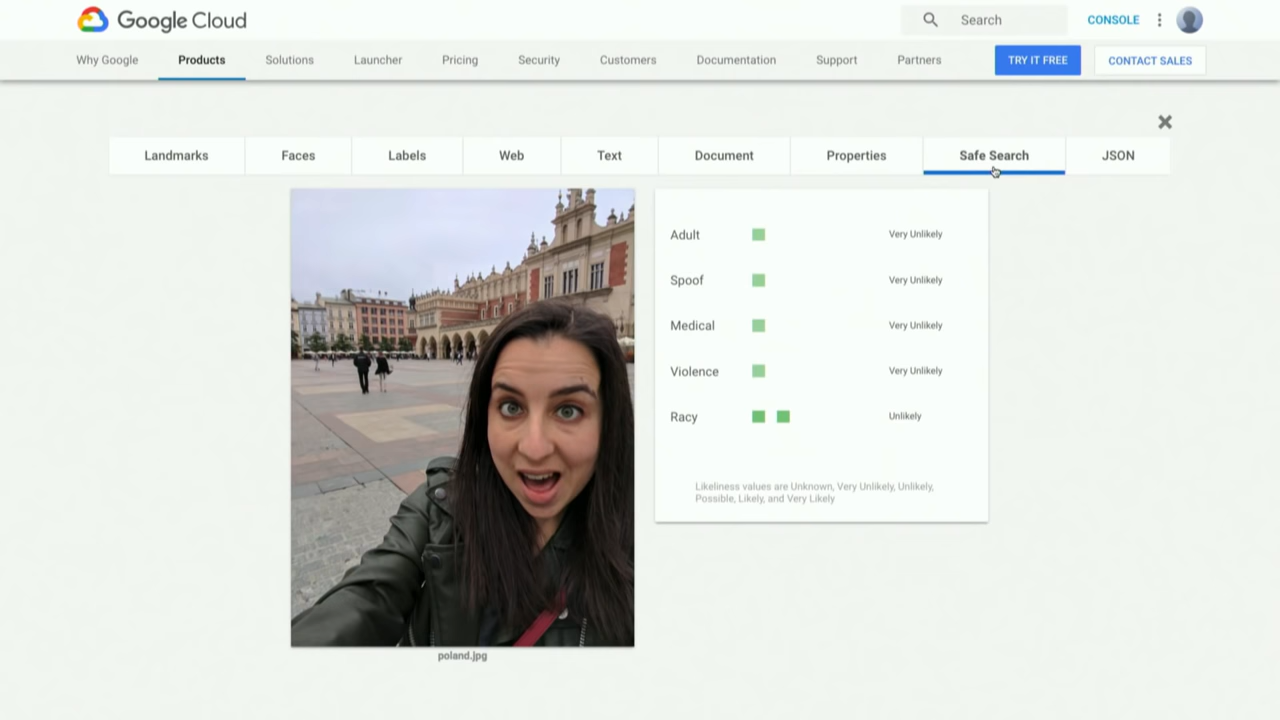 Google Cloud
Search
CONSOLE
Why Google
Products
Solutions
Launcher
Pricing
Security
Customers
Documentation
Support
Partners
TRY IT FREE
CONTACT SALES
Landmarks
Faces
Labels
Web
Text
Document
Properties
Safe Search
JSON
Adult Very Unlikely
Spoof Very Unlikely
Medical Very Unlikely
Violence Very Unlikely
Racy Unlikely
Likeliness values are Unknown, Very Unlikely, Unlikely,
Possible, Likely, and Very Likely
poland.jpg